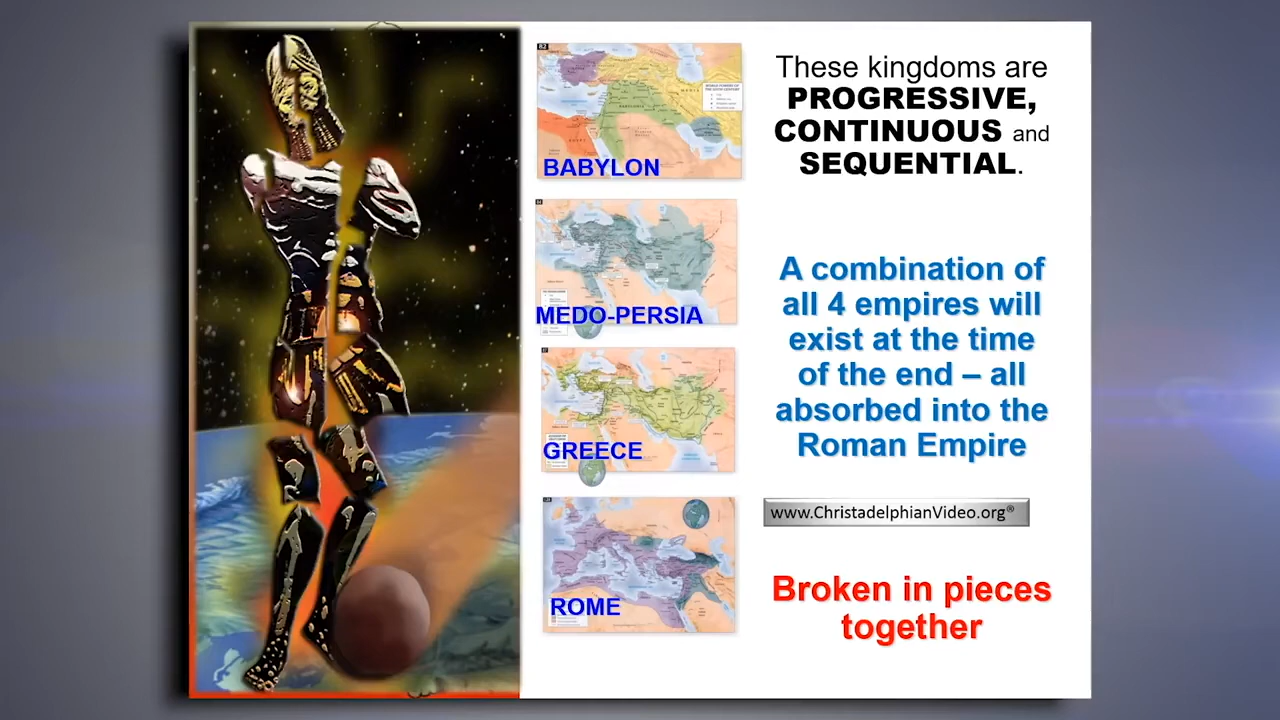 These kingdoms are
PROGRESSIVE,
CONTINUOUS and
SEQUENTIAL.
BABYLON
MEDO-PERSIA
GREECE
ROME
A combination of
all 4 empires will
exist at the time
of the end – all
absorbed into the
Roman Empire
www.ChristadelphianVideo.org®
Broken in pieces
together